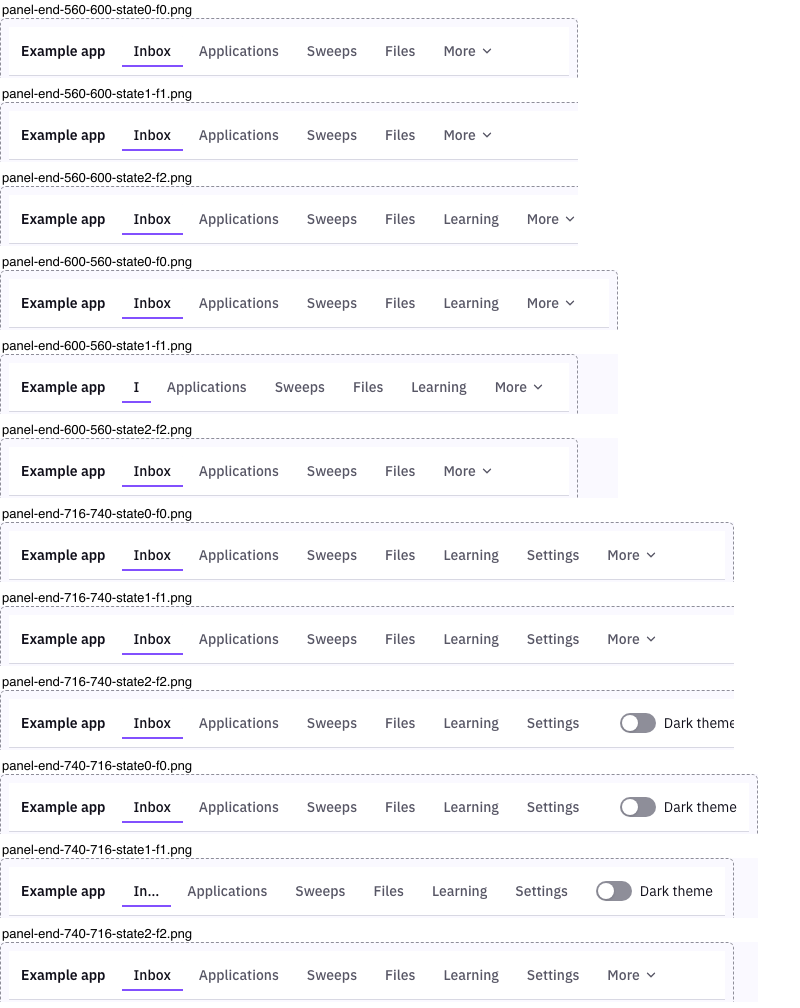 panel-end-560-600-state0-f0.png
Example app Inbox Applications Sweeps Files More
panel-end-560-600-state1-f1.png
Example app Inbox Applications Sweeps Files More
panel-end-560-600-state2-f2.png
Example app Inbox Applications Sweeps Files Learning More
panel-end-600-560-state0-f0.png
Example app Inbox Applications Sweeps Files Learning More
panel-end-600-560-state1-f1.png
Example app I Applications Sweeps Files Learning More
panel-end-600-560-state2-f2.png
Example app Inbox Applications Sweeps Files More
panel-end-716-740-state0-f0.png
Example app Inbox Applications Sweeps Files Learning Settings More
panel-end-716-740-state1-f1.png
Example app Inbox Applications Sweeps Files Learning Settings More
panel-end-716-740-state2-f2.png
Example app Inbox Applications Sweeps Files Learning Settings Dark theme
panel-end-740-716-state0-f0.png
Example app Inbox Applications Sweeps Files Learning Settings Dark theme
panel-end-740-716-state1-f1.png
Example app In... Applications Sweeps Files Learning Settings Dark theme
panel-end-740-716-state2-f2.png
Example app Inbox Applications Sweeps Files Learning Settings More